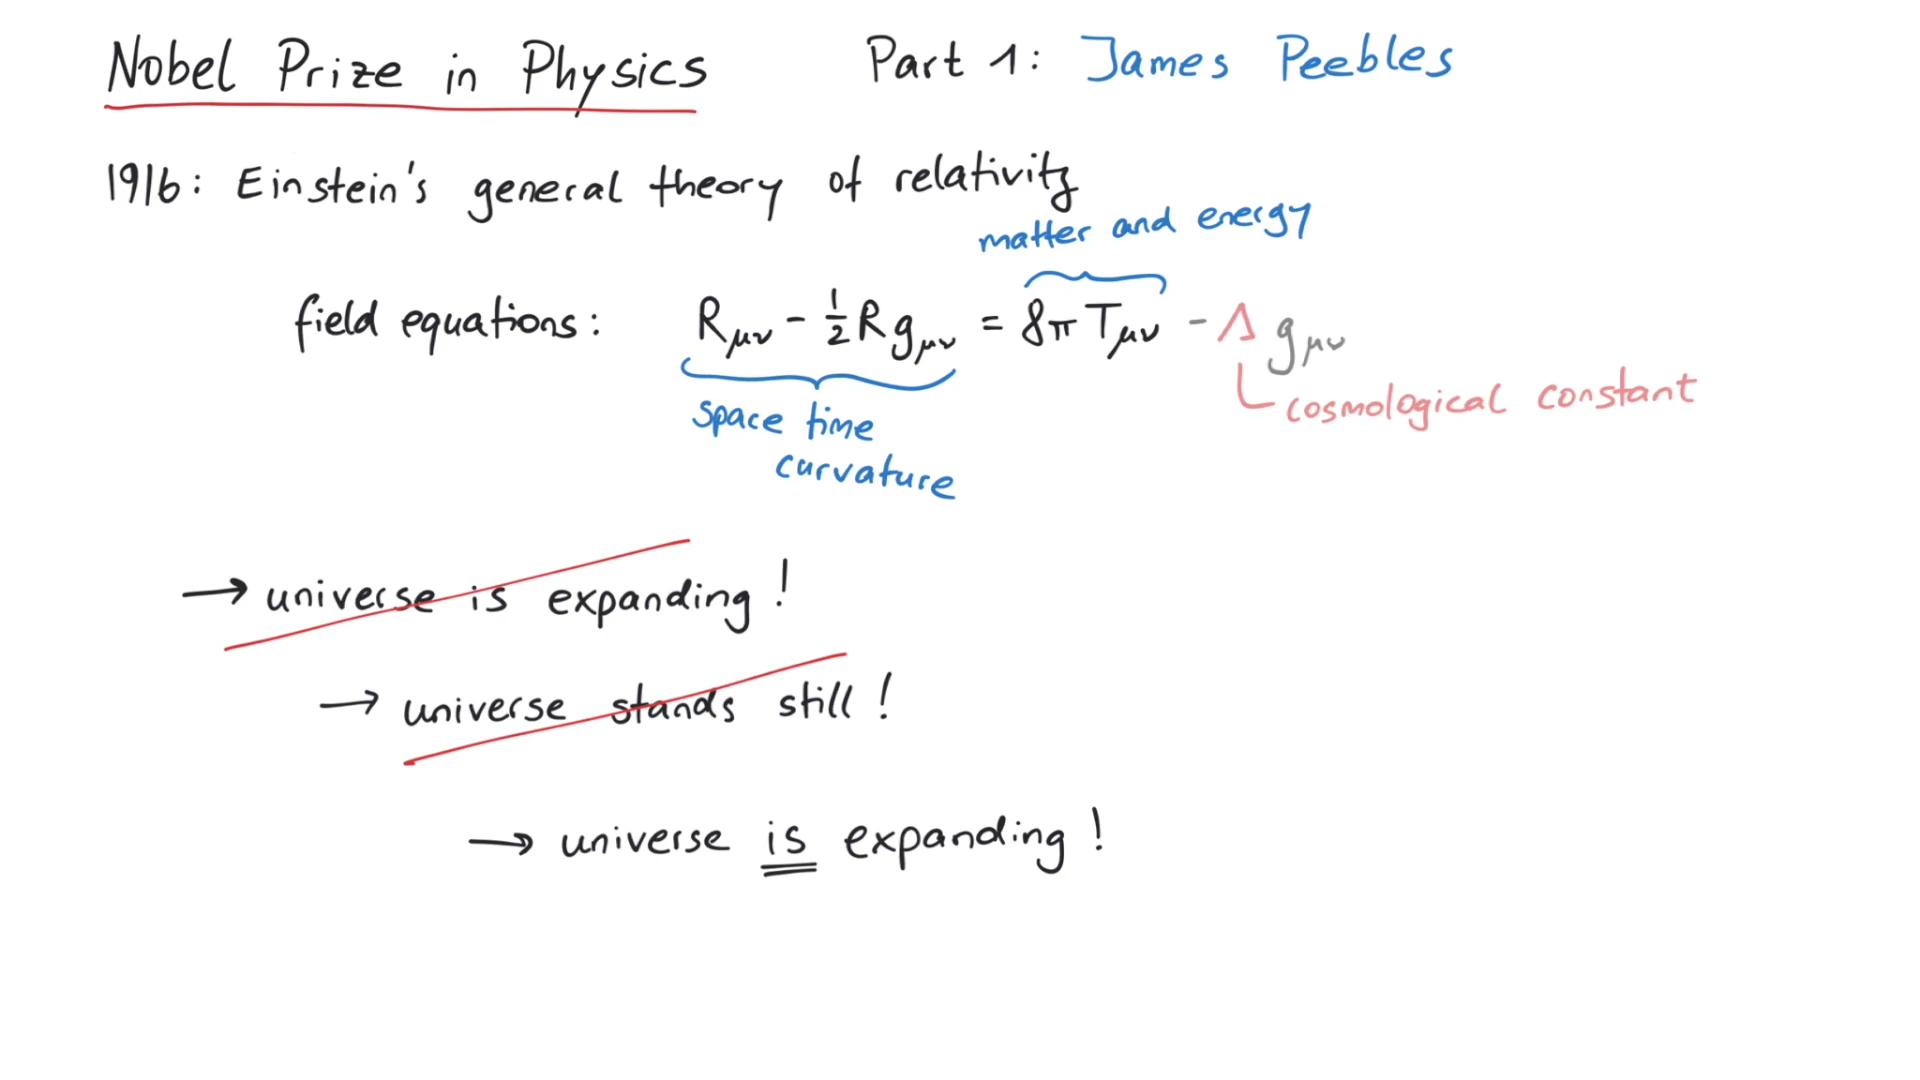 Nobel Prize in Physics Part 1: James Peebles
1916: Einstein's general theory of relativity
matter and energy
field equations: Rμν - 1/2 R gμν = 8π Tμν - Λ gμν
cosmological constant
space time
curvature
→ universe is expanding!
→ universe stands still!
→ universe is expanding!